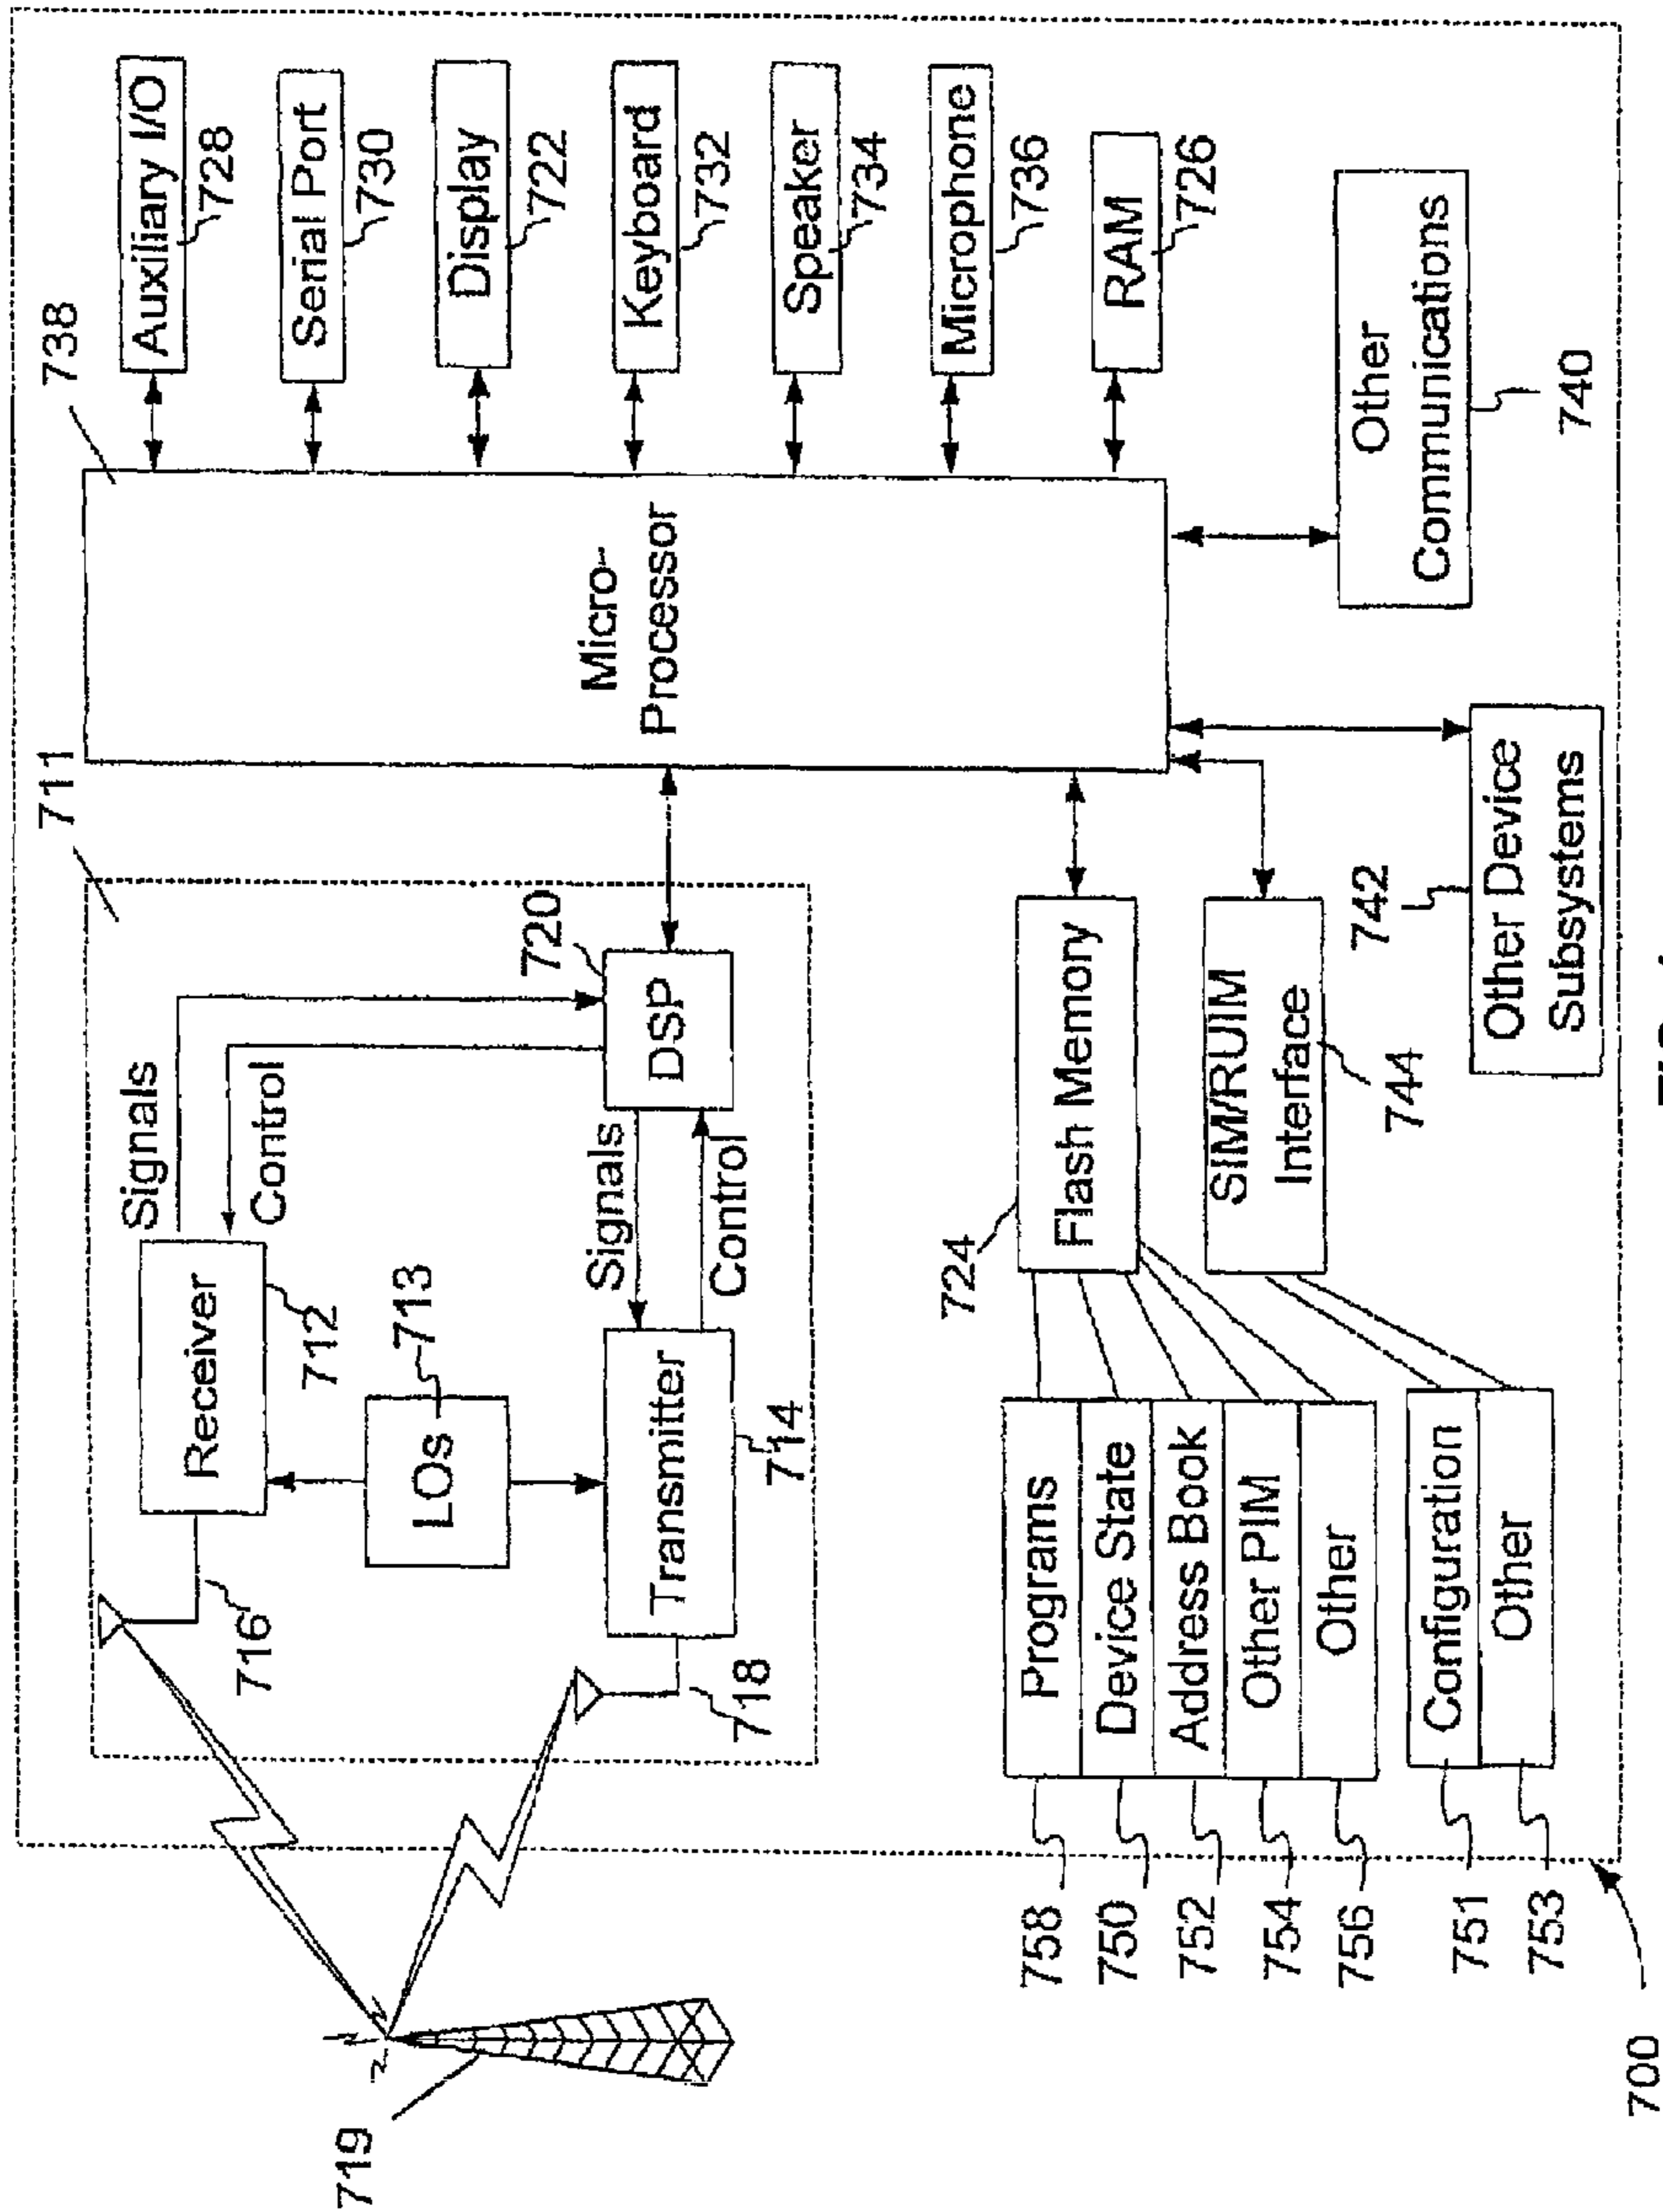 711
738
Signals
Control
Receiver
712
716
LOs
713
Signals
Control
Transmitter
714
718
DSP
720
719
Micro-
Processor
Auxiliary I/O
728
Serial Port
730
Display
722
Keyboard
732
Speaker
734
Microphone
736
RAM
726
Other
Communications
740
Other Device
Subsystems
742
724
Flash Memory
SIM/RUIM
Interface
744
Programs
Device State
Address Book
Other PIM
Other
758
750
752
754
756
Configuration
Other
751
753
700